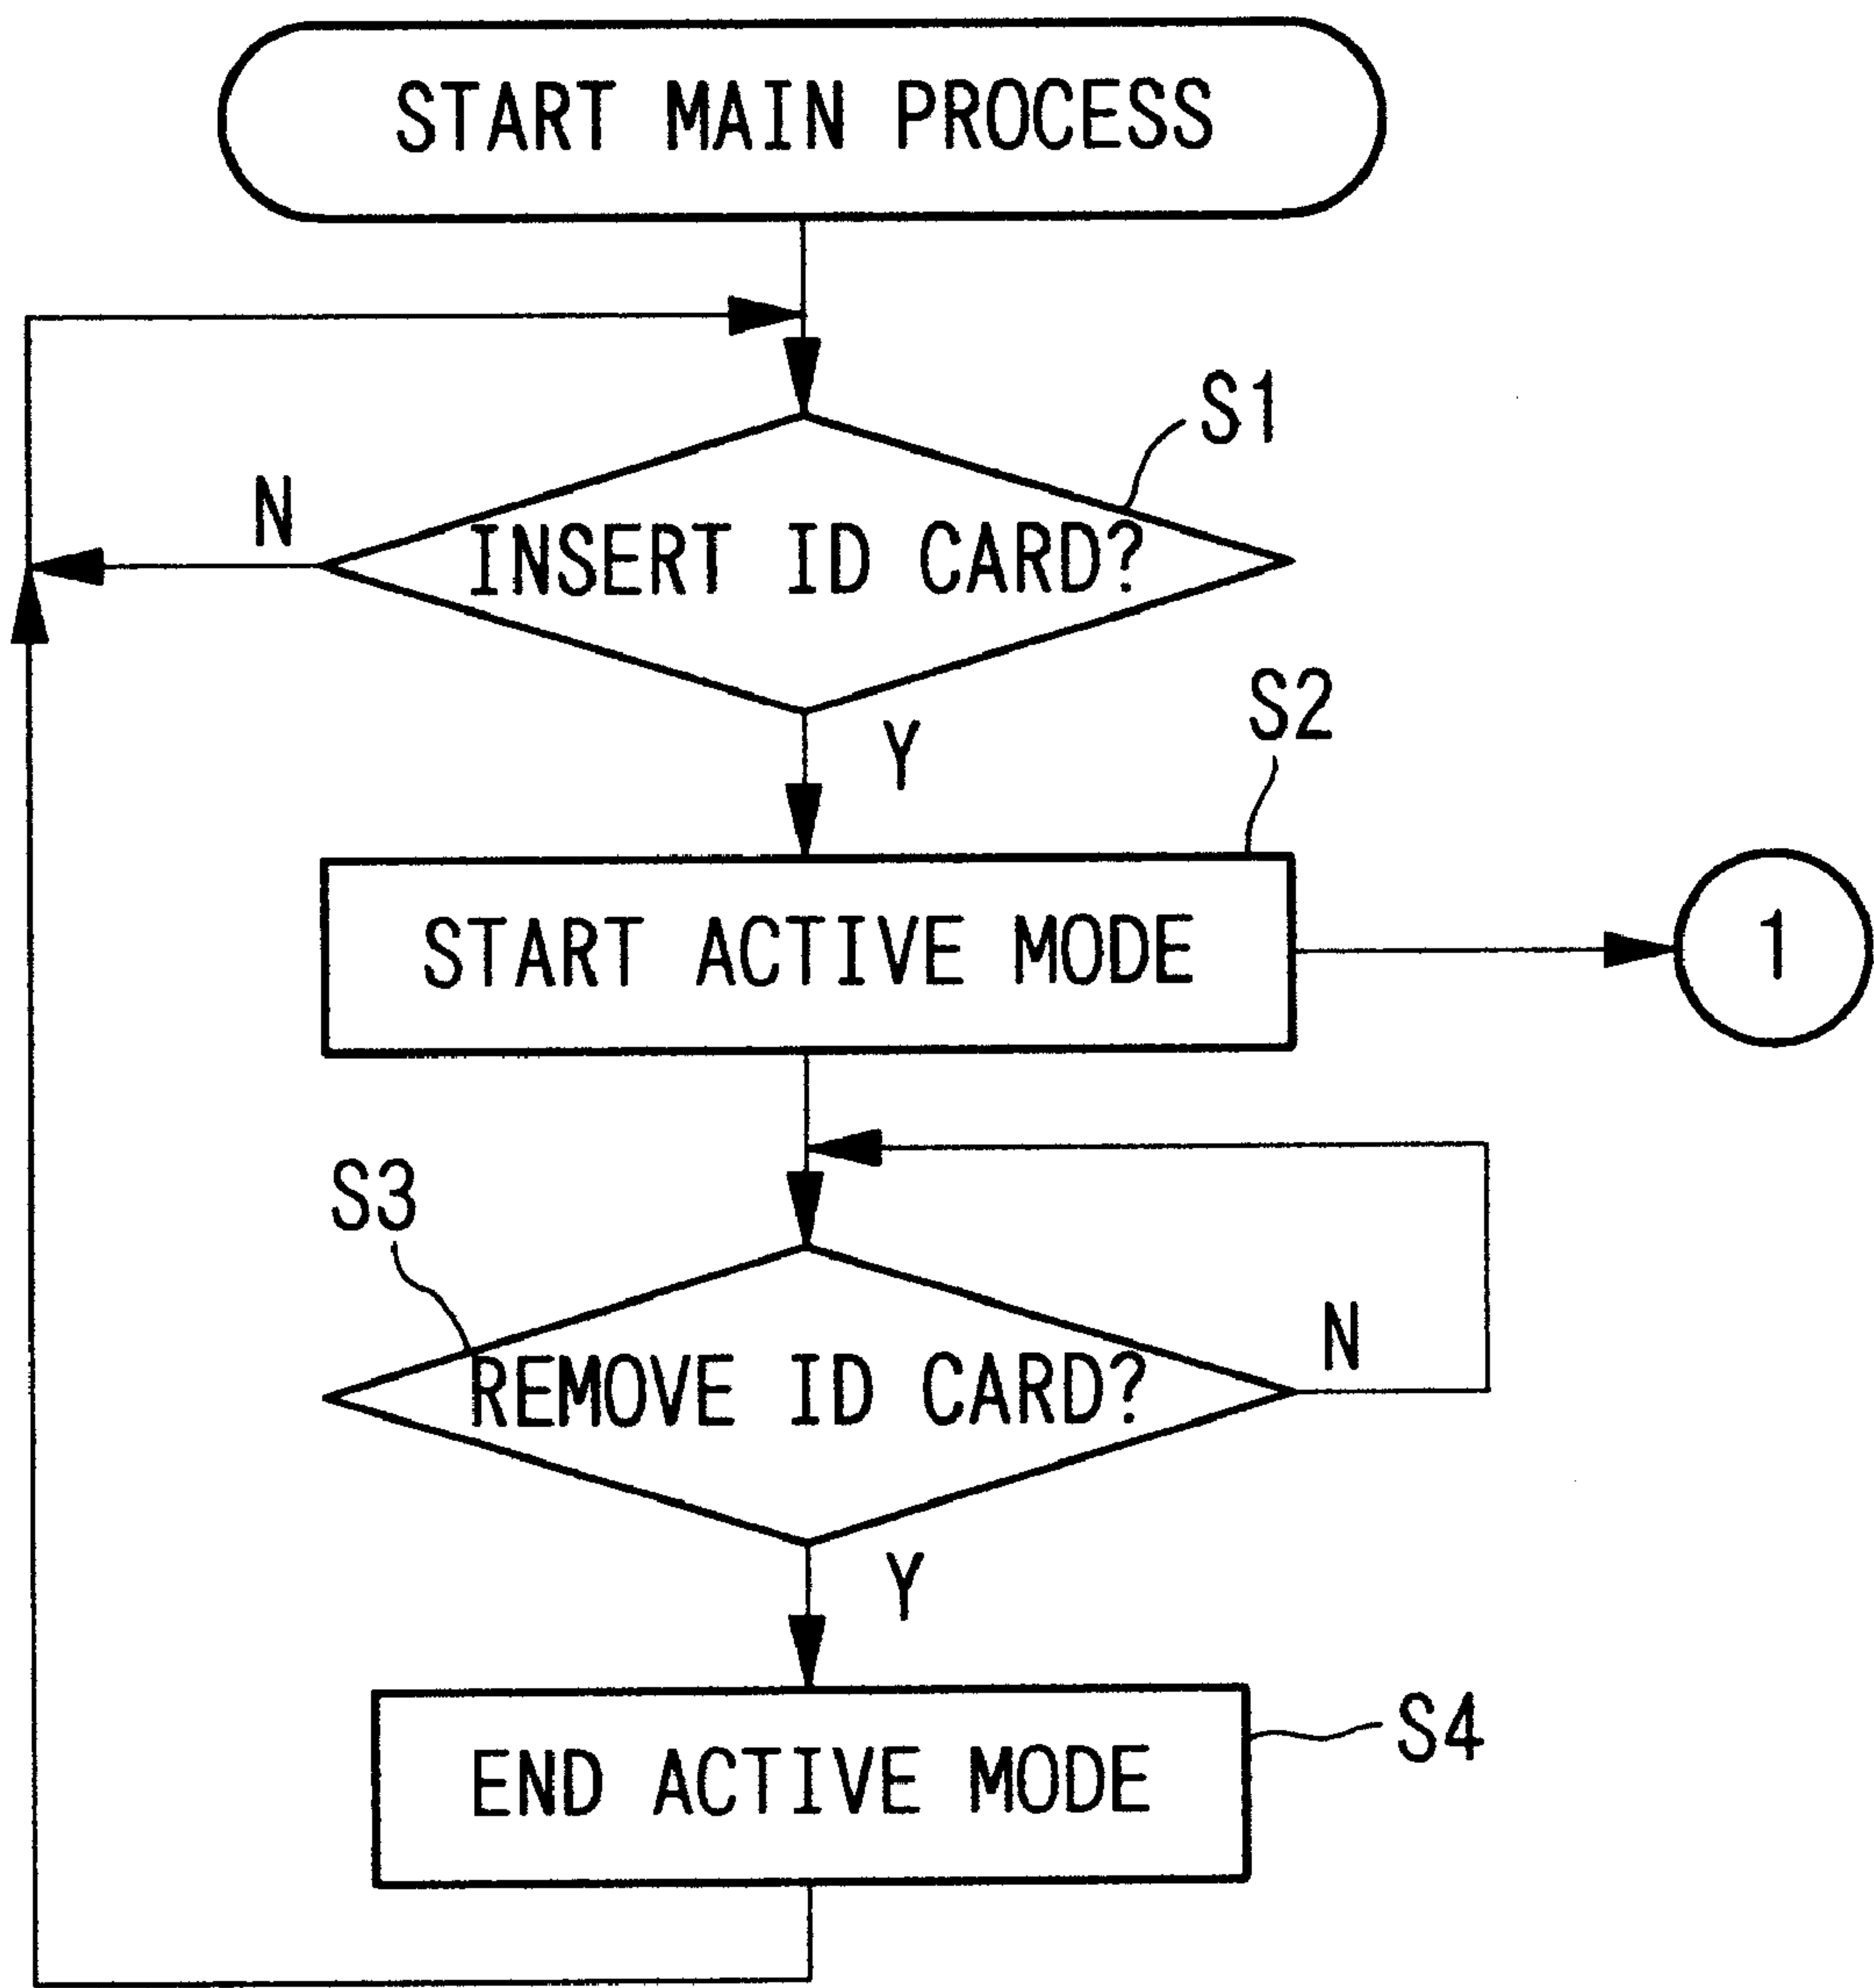 START MAIN PROCESS
S1
N
INSERT ID CARD?
Y
S2
START ACTIVE MODE
1
S3
N
REMOVE ID CARD?
Y
END ACTIVE MODE
S4